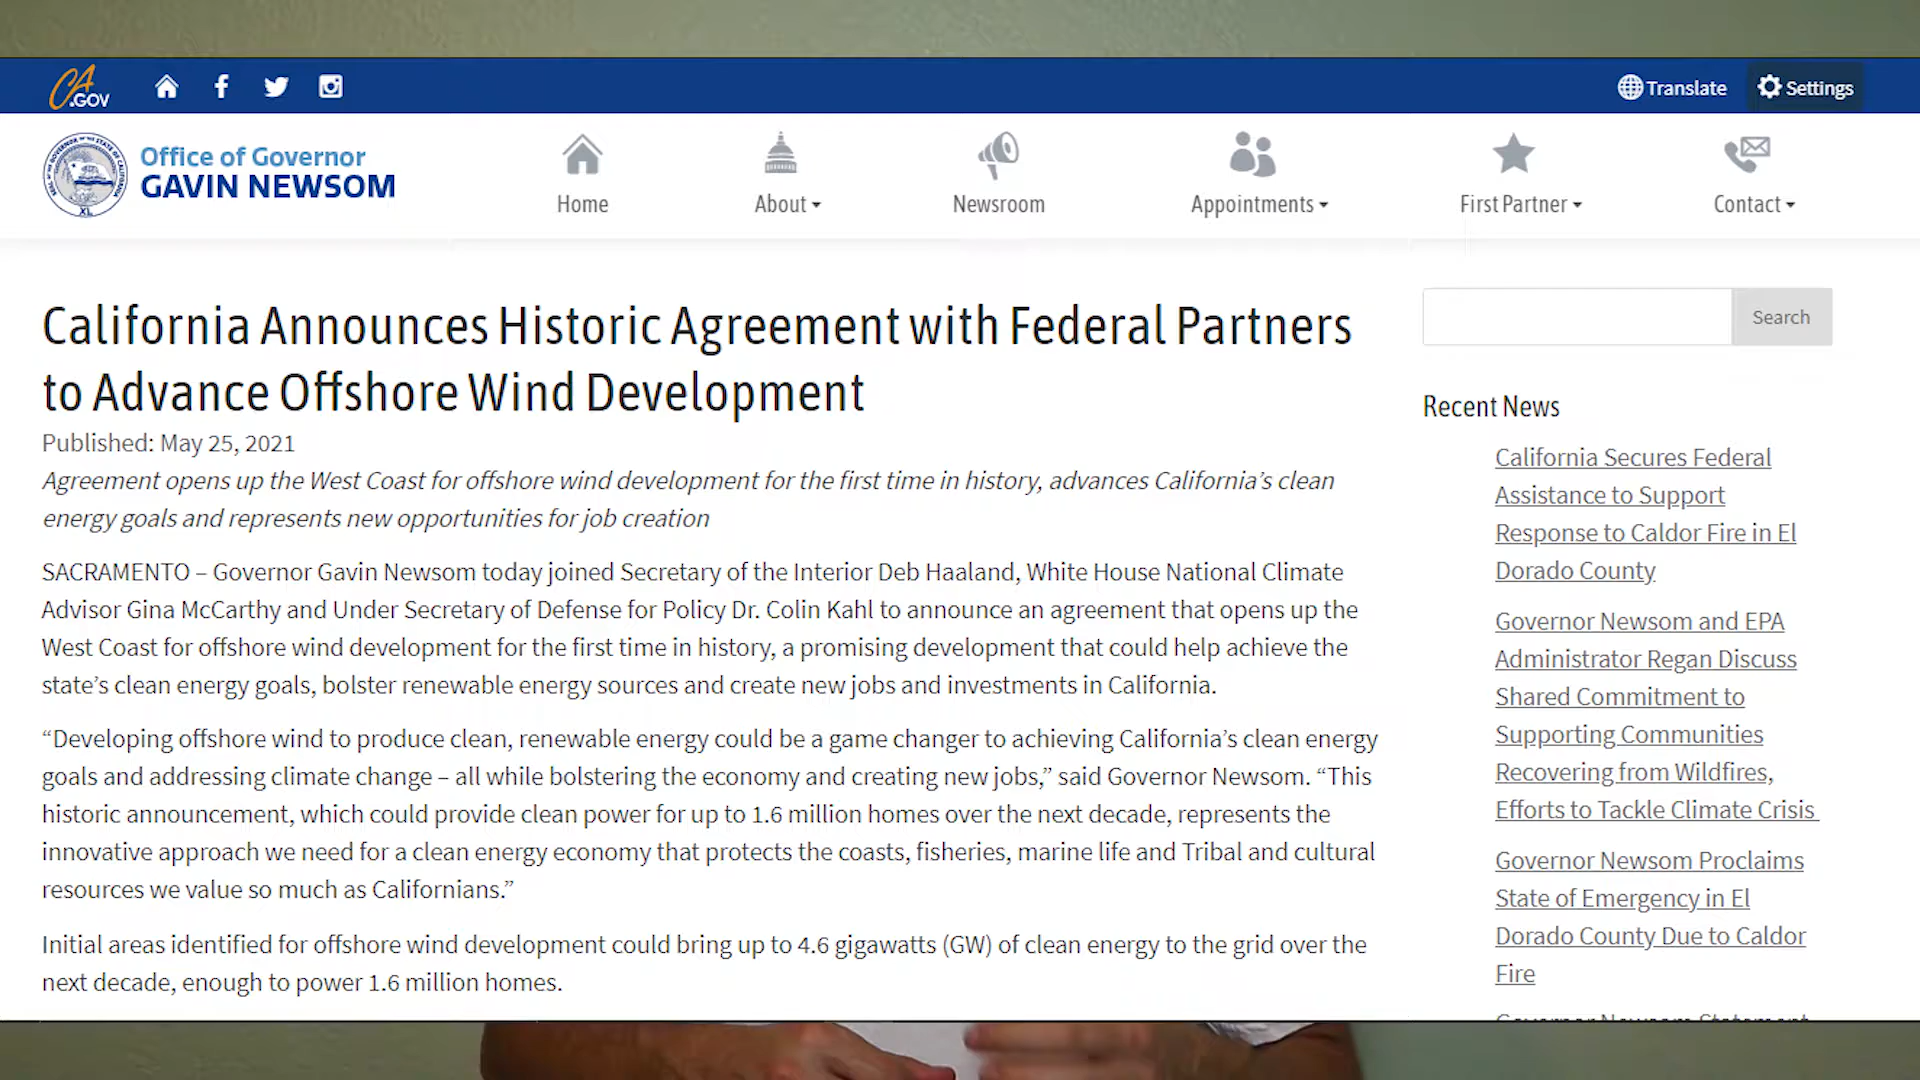 CA
.GOV
Translate
Settings
Office of Governor
GAVIN NEWSOM
XL
Home
About
Newsroom
Appointments
First Partner
Contact
California Announces Historic Agreement with Federal Partners
to Advance Offshore Wind Development
Published: May 25, 2021
Agreement opens up the West Coast for offshore wind development for the first time in history, advances California’s clean
energy goals and represents new opportunities for job creation
SACRAMENTO – Governor Gavin Newsom today joined Secretary of the Interior Deb Haaland, White House National Climate
Advisor Gina McCarthy and Under Secretary of Defense for Policy Dr. Colin Kahl to announce an agreement that opens up the
West Coast for offshore wind development for the first time in history, a promising development that could help achieve the
state’s clean energy goals, bolster renewable energy sources and create new jobs and investments in California.
“Developing offshore wind to produce clean, renewable energy could be a game changer to achieving California’s clean energy
goals and addressing climate change – all while bolstering the economy and creating new jobs,” said Governor Newsom. “This
historic announcement, which could provide clean power for up to 1.6 million homes over the next decade, represents the
innovative approach we need for a clean energy economy that protects the coasts, fisheries, marine life and Tribal and cultural
resources we value so much as Californians.”
Initial areas identified for offshore wind development could bring up to 4.6 gigawatts (GW) of clean energy to the grid over the
next decade, enough to power 1.6 million homes.
Search
Recent News
California Secures Federal
Assistance to Support
Response to Caldor Fire in El
Dorado County
Governor Newsom and EPA
Administrator Regan Discuss
Shared Commitment to
Supporting Communities
Recovering from Wildfires,
Efforts to Tackle Climate Crisis
Governor Newsom Proclaims
State of Emergency in El
Dorado County Due to Caldor
Fire
Governor Newsom Statement